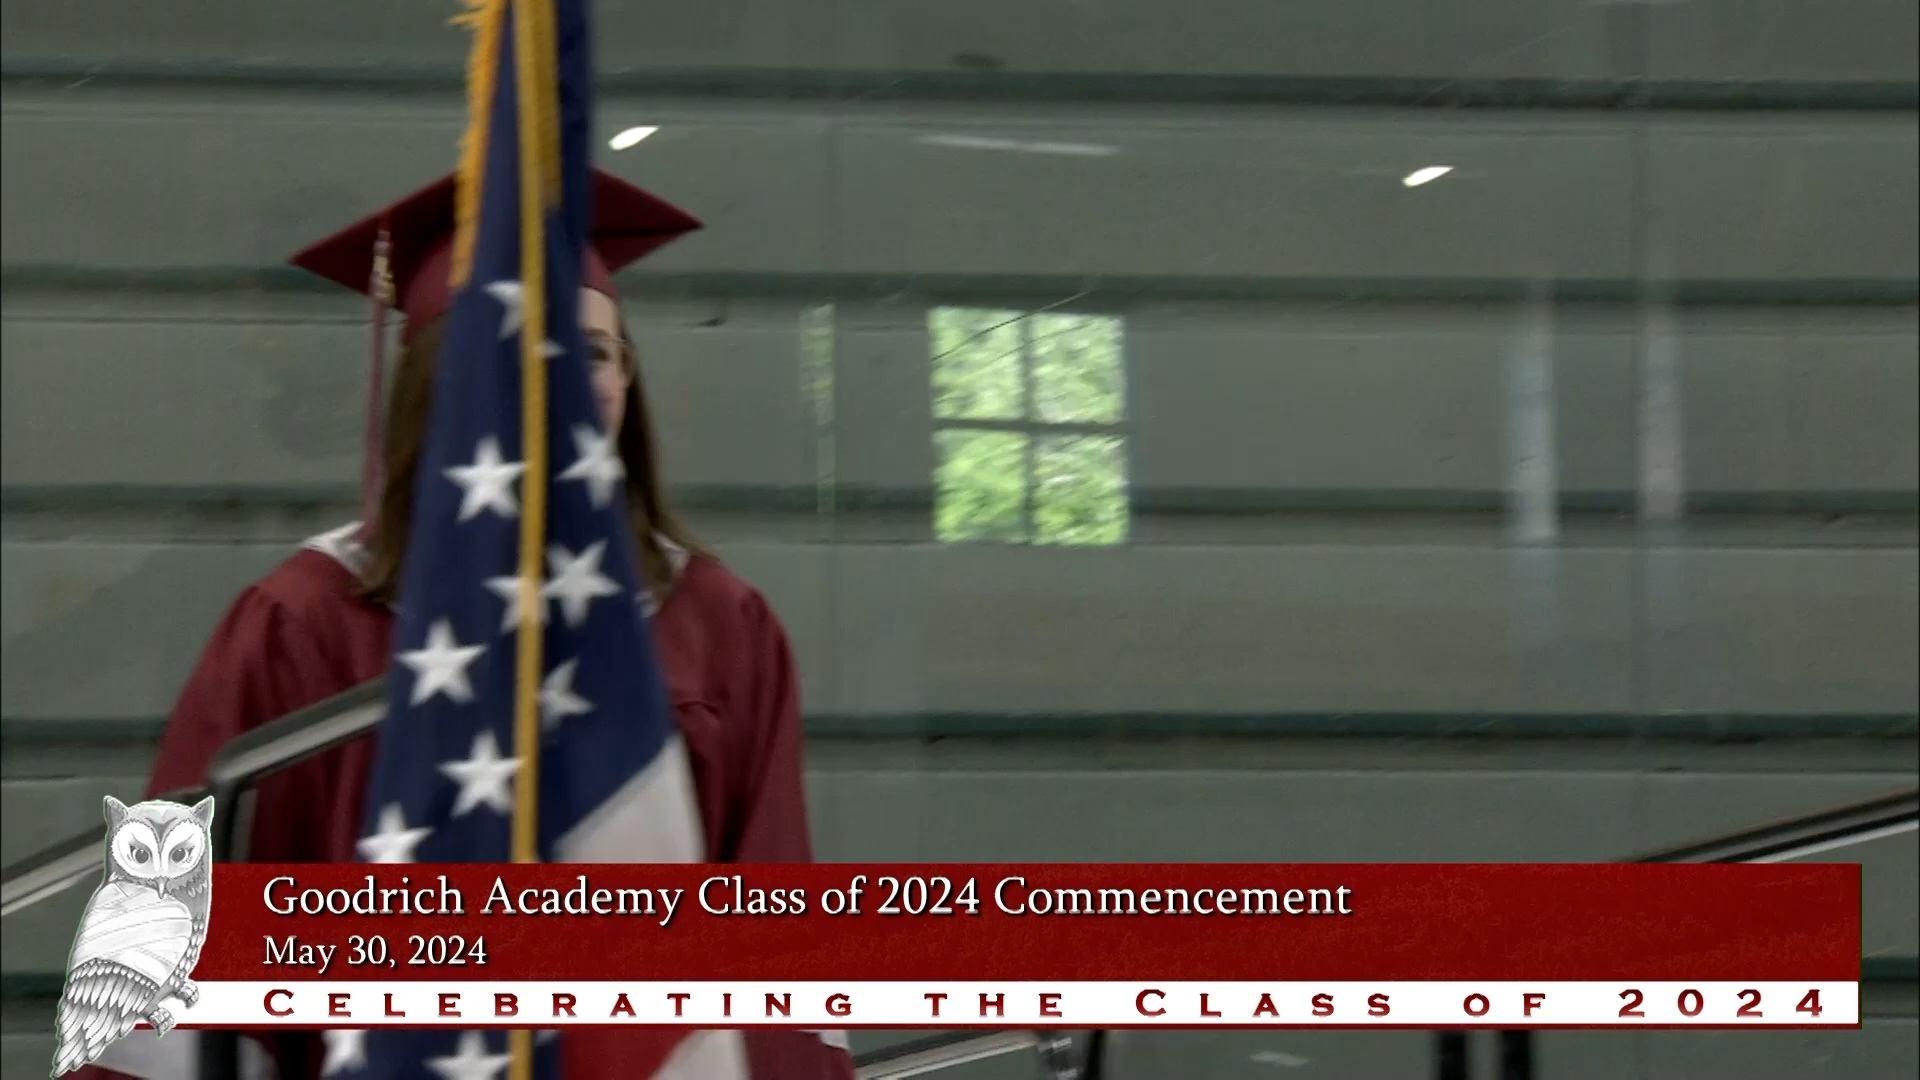 Goodrich Academy Class of 2024 Commencement
May 30, 2024
Celebrating the Class of 2024